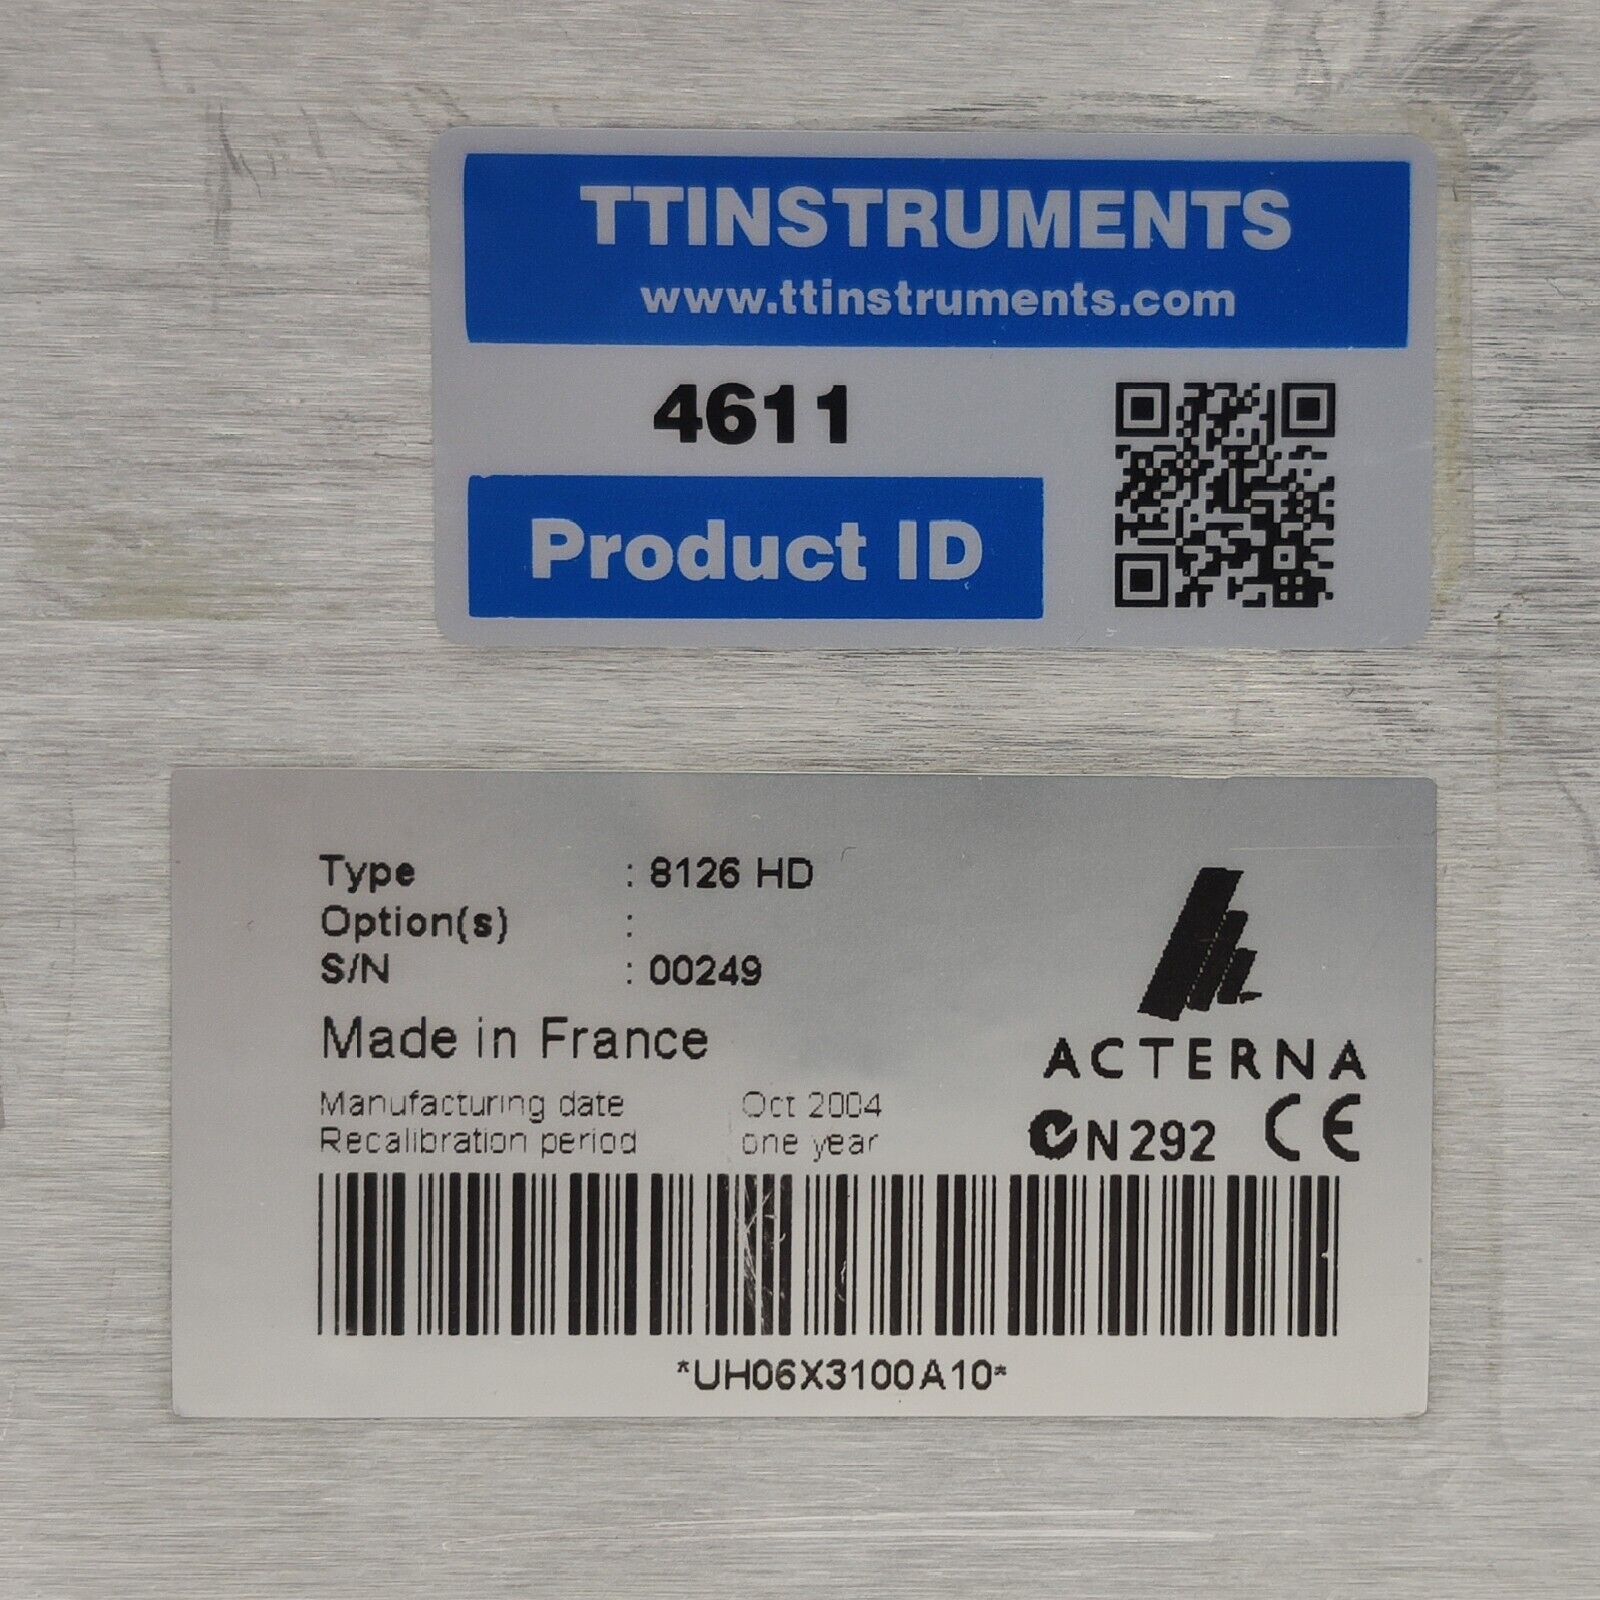 TTINSTRUMENTS
www.ttinstruments.com
4611
Product ID
Type : 8126 HD
Option(s) :
S/N : 00249
Made in France
Manufacturing date Oct 2004
Recalibration period one year
ACTERNA
N292 CE
*UH06X3100A10*